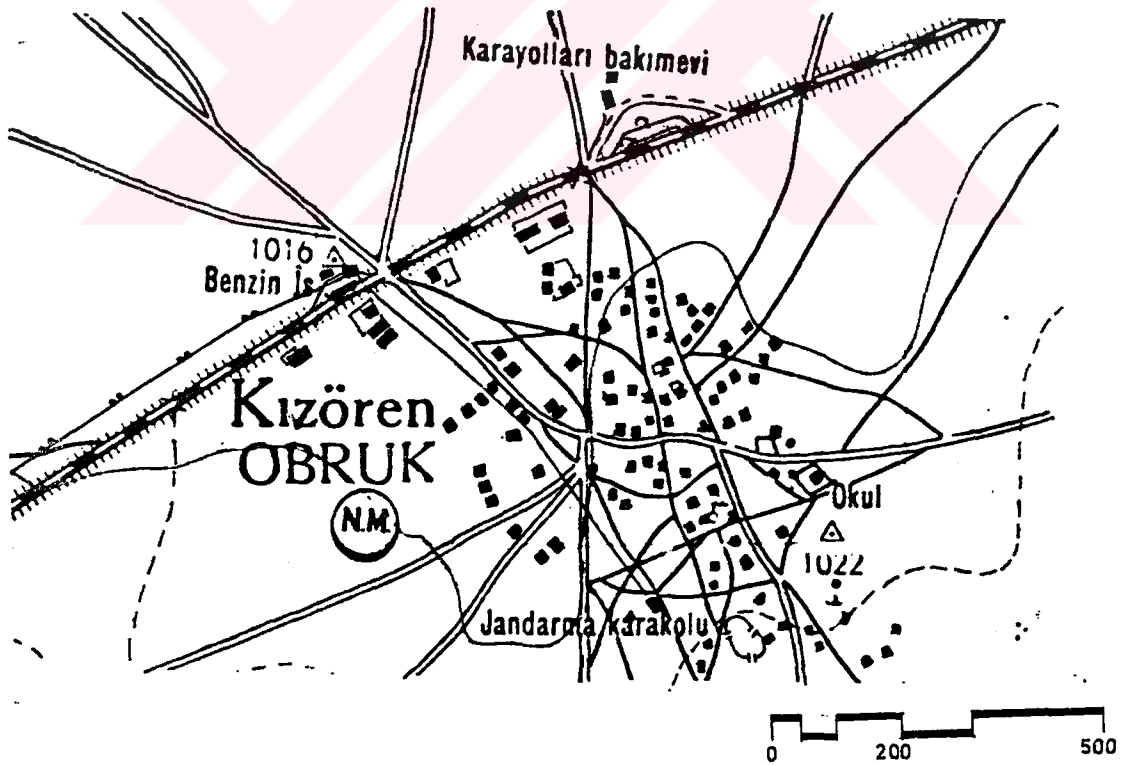 Karayolları bakımevi
1016
Benzin İs
Kızören
OBRUK
N.M.
Okul
1022
Jandarma karakolu
0 200 500